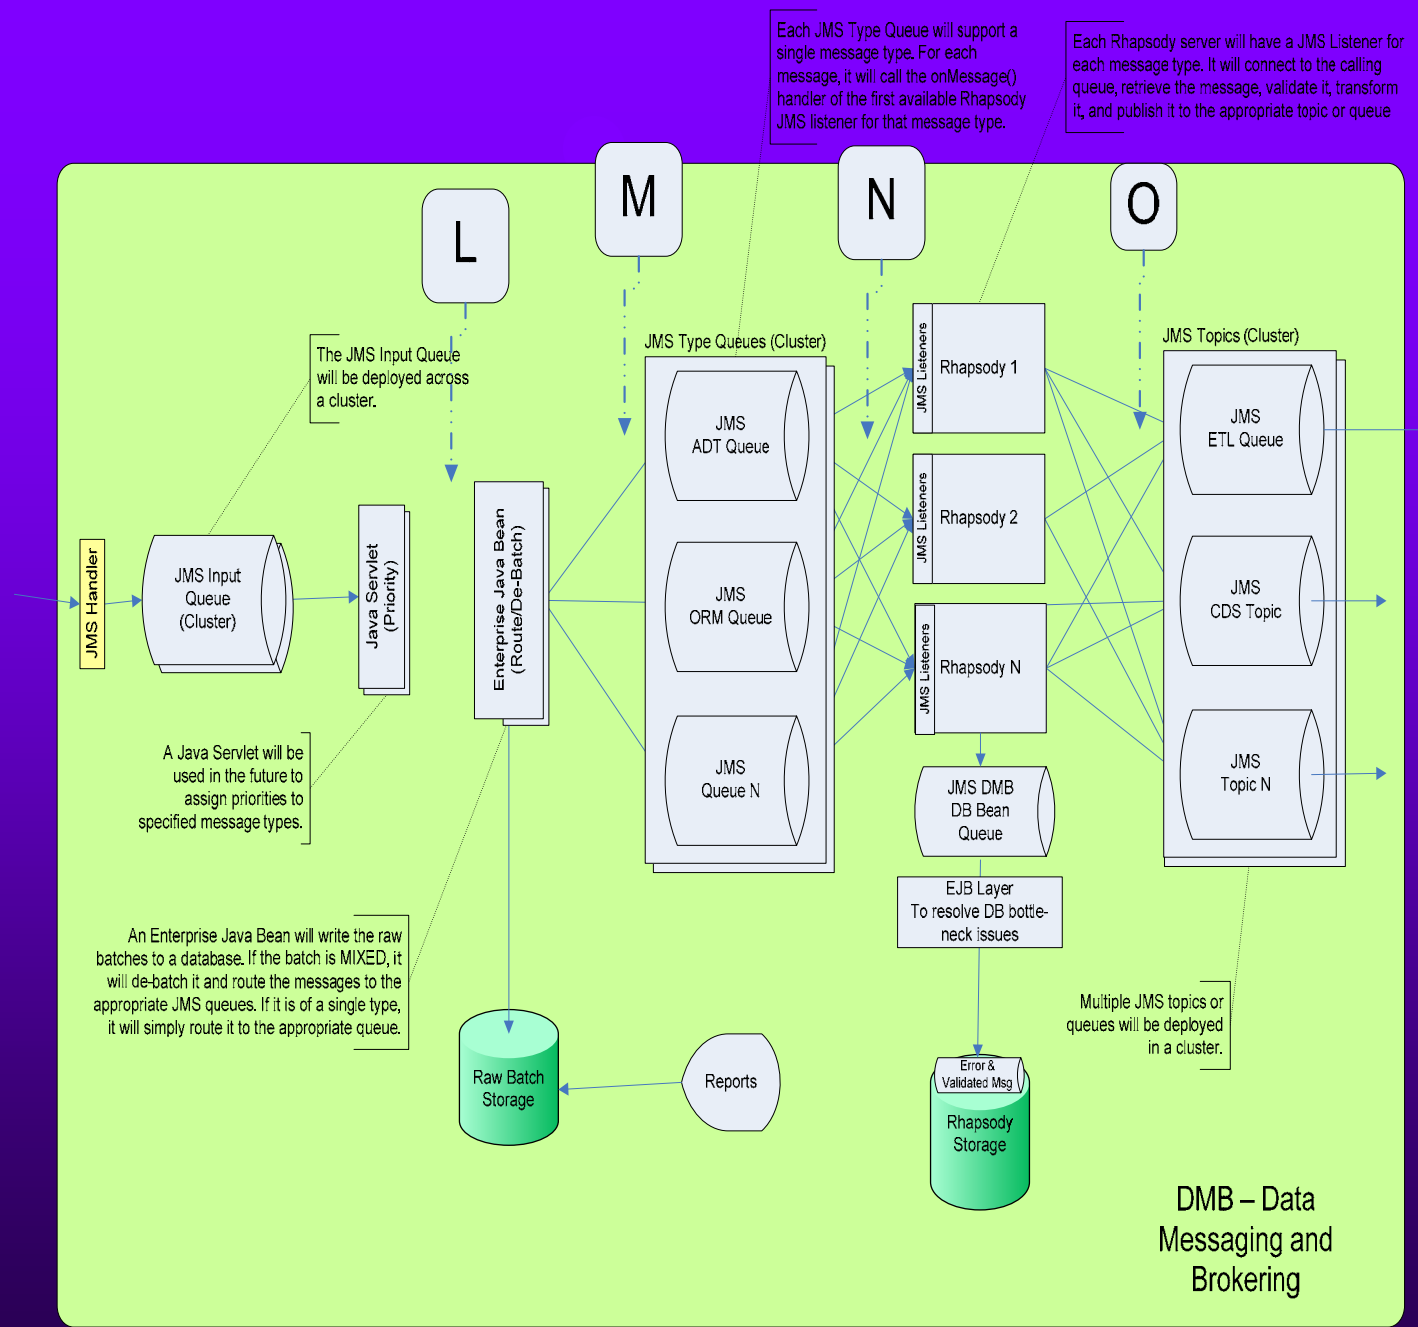 Each JMS Type Queue will support a
single message type. For each
message, it will call the onMessage()
handler of the first available Rhapsody
JMS listener for that message type.
Each Rhapsody server will have a JMS Listener for
each message type. It will connect to the calling
queue, retrieve the message, validate it, transform
it, and publish it to the appropriate topic or queue
L
M
N
O
The JMS Input Queue
will be deployed across
a cluster.
JMS Handler
JMS Input
Queue
(Cluster)
Java Servlet
(Priority)
A Java Servlet will be
used in the future to
assign priorities to
specified message types.
Enterprise Java Bean
(Route/De-Batch)
An Enterprise Java Bean will write the raw
batches to a database. If the batch is MIXED, it
will de-batch it and route the messages to the
appropriate JMS queues. If it is of a single type,
it will simply route it to the appropriate queue.
Raw Batch
Storage
Reports
JMS Type Queues (Cluster)
JMS
ADT Queue
JMS
ORM Queue
JMS
Queue N
JMS Listeners
Rhapsody 1
JMS Listeners
Rhapsody 2
JMS Listeners
Rhapsody N
JMS DMB
DB Bean
Queue
EJB Layer
To resolve DB bottle-
neck issues
Error &
Validated Msg
Rhapsody
Storage
JMS Topics (Cluster)
JMS
ETL Queue
JMS
CDS Topic
JMS
Topic N
Multiple JMS topics or
queues will be deployed
in a cluster.
DMB – Data
Messaging and
Brokering